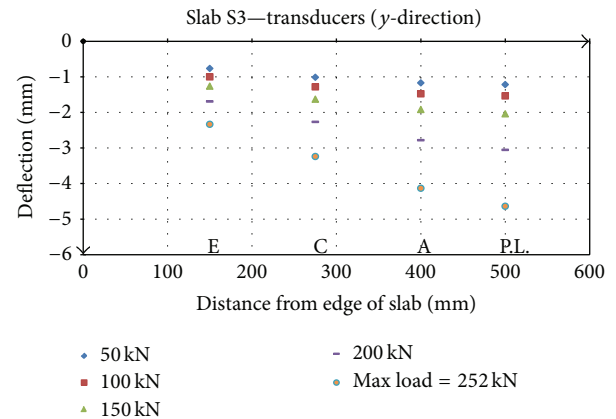 Slab S3—transducers (y-direction)
0
−1
−2
−3
−4
−5
−6
Deflection (mm)
E C A P.L.
0 100 200 300 400 500 600
Distance from edge of slab (mm)
50 kN
100 kN
150 kN
200 kN
Max load = 252 kN